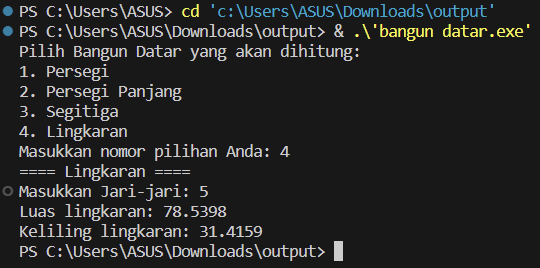 PS C:\Users\ASUS> cd 'c:\Users\ASUS\Downloads\output'
PS C:\Users\ASUS\Downloads\output> & .\'bangun datar.exe'
Pilih Bangun Datar yang akan dihitung:
1. Persegi
2. Persegi Panjang
3. Segitiga
4. Lingkaran
Masukkan nomor pilihan Anda: 4
==== Lingkaran ====
Masukkan Jari-jari: 5
Luas lingkaran: 78.5398
Keliling lingkaran: 31.4159
PS C:\Users\ASUS\Downloads\output>